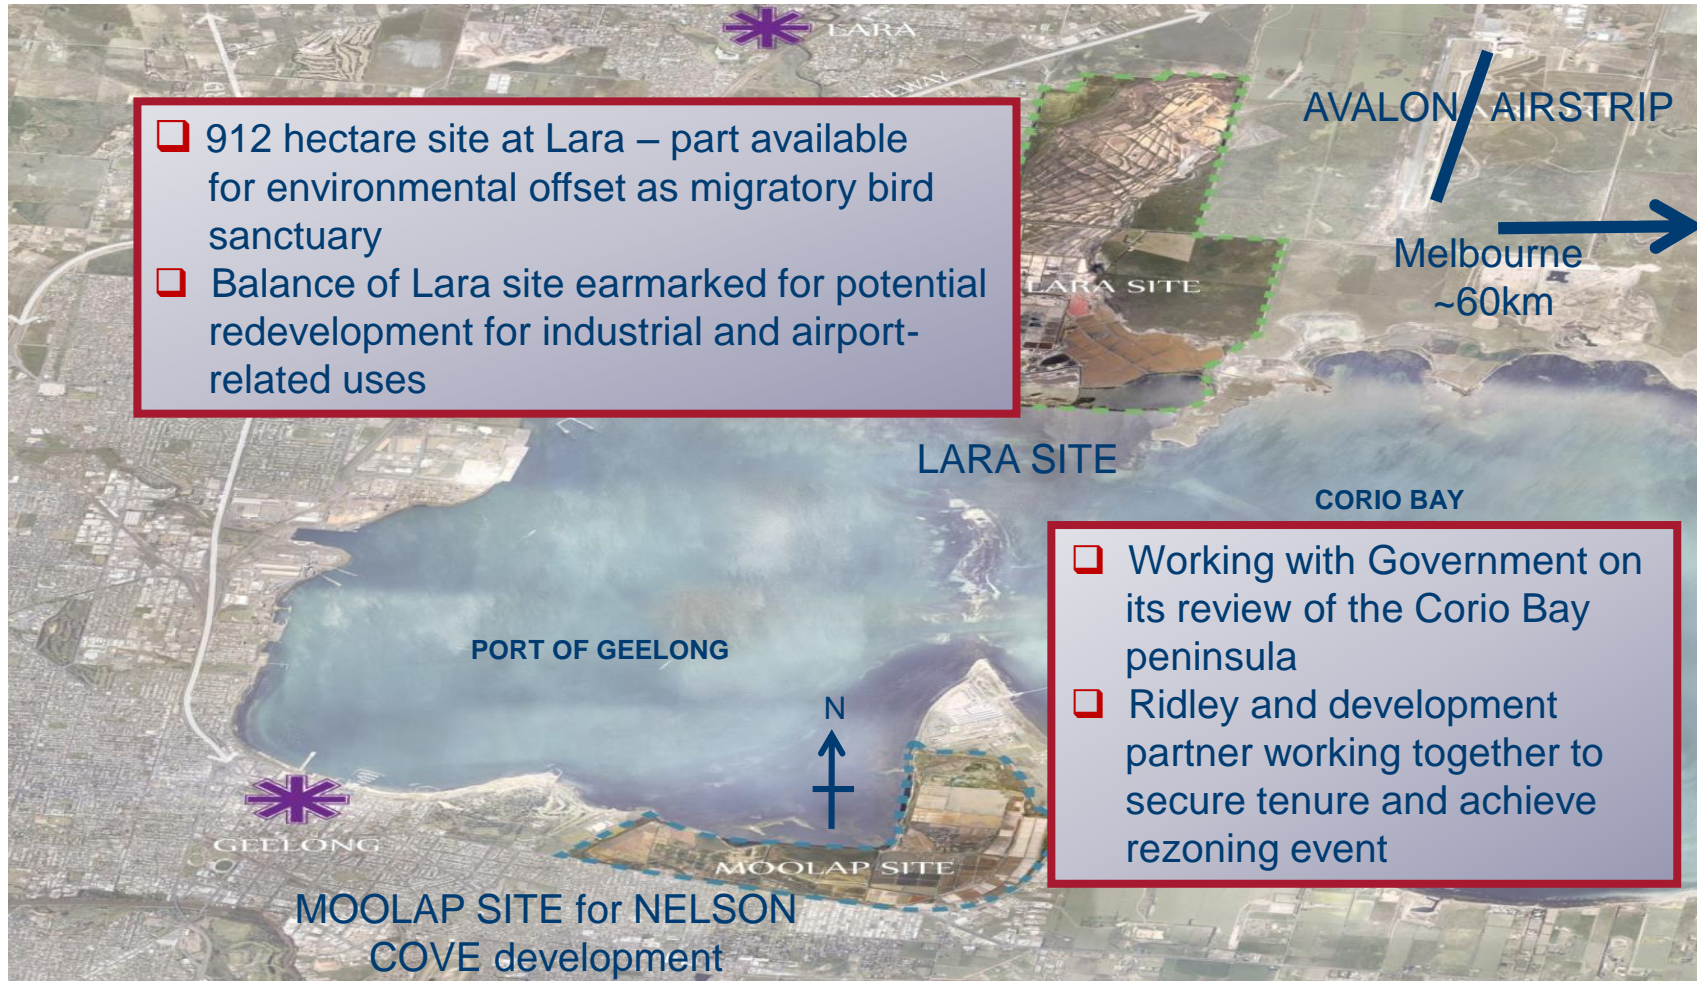 LARA
AVALON AIRSTRIP
912 hectare site at Lara – part available
for environmental offset as migratory bird
sanctuary
Balance of Lara site earmarked for potential
redevelopment for industrial and airport-
related uses
Melbourne
~60km
LARA SITE
LARA SITE
CORIO BAY
Working with Government on
its review of the Corio Bay
peninsula
Ridley and development
partner working together to
secure tenure and achieve
rezoning event
PORT OF GEELONG
N
GEELONG
MOOLAP SITE
MOOLAP SITE for NELSON
COVE development